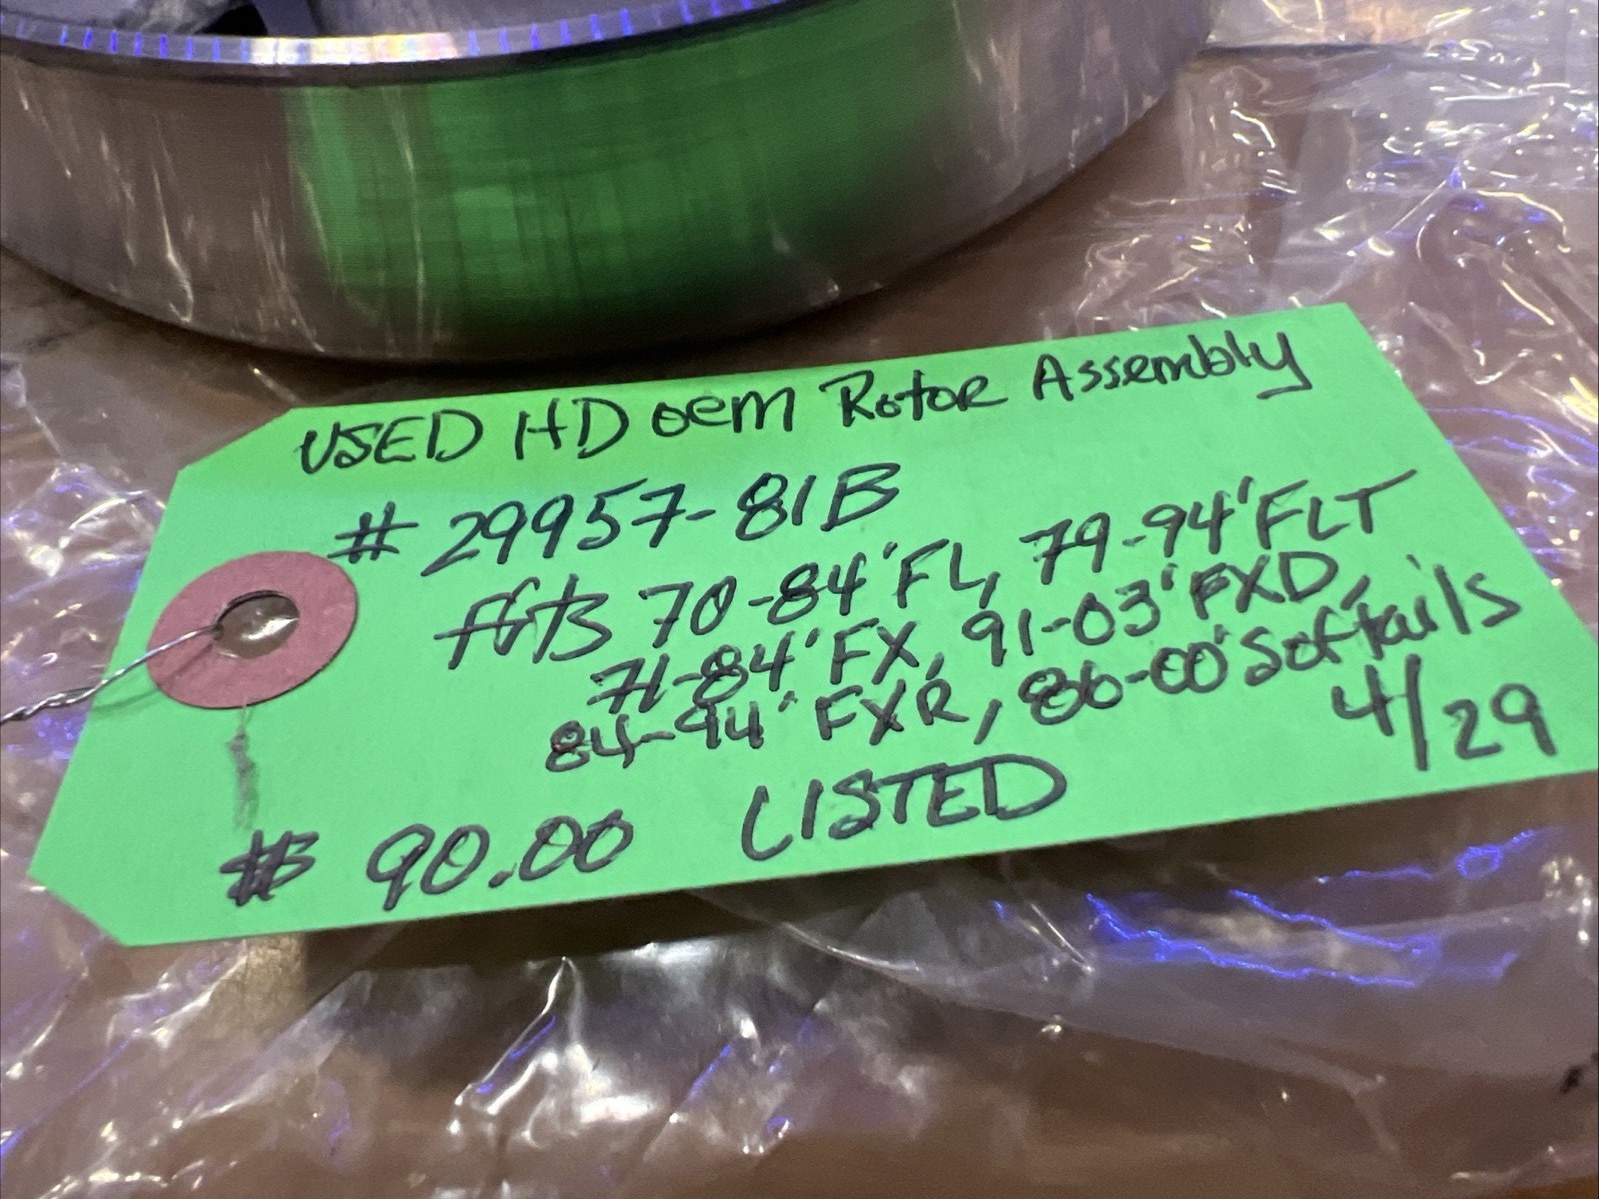 USED HD oem Rotor Assembly
# 29957-81B
fits 70-84' FL, 79-94' FLT
71-84' FX, 91-03' FXD,
84-94' FXR, 86-00' Softails
4/29
$ 90.00 LISTED